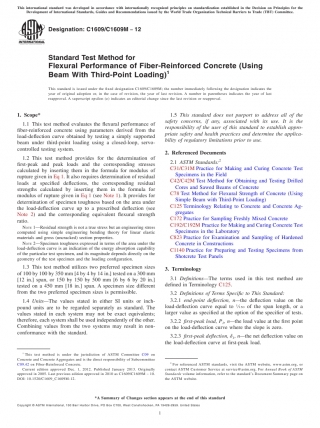 This international standard was developed in accordance with internationally recognized principles on standardization established in the Decision on Principles for the
Development of International Standards, Guides and Recommendations issued by the World Trade Organization Technical Barriers to Trade (TBT) Committee.
Designation: C1609/C1609M − 12
Standard Test Method for
Flexural Performance of Fiber-Reinforced Concrete (Using
Beam With Third-Point Loading)1
This standard is issued under the fixed designation C1609/C1609M; the number immediately following the designation indicates the
year of original adoption or, in the case of revision, the year of last revision. A number in parentheses indicates the year of last
reapproval. A superscript epsilon (´) indicates an editorial change since the last revision or reapproval.
1. Scope*
1.1 This test method evaluates the flexural performance of
fiber-reinforced concrete using parameters derived from the
load-deflection curve obtained by testing a simply supported
beam under third-point loading using a closed-loop, servo-
controlled testing system.
1.2 This test method provides for the determination of
first-peak and peak loads and the corresponding stresses
calculated by inserting them in the formula for modulus of
rupture given in Eq 1. It also requires determination of residual
loads at specified deflections, the corresponding residual
strengths calculated by inserting them in the formula for
modulus of rupture given in Eq 1 (see Note 1). It provides for
determination of specimen toughness based on the area under
the load-deflection curve up to a prescribed deflection (see
Note 2) and the corresponding equivalent flexural strength
ratio.
NOTE 1—Residual strength is not a true stress but an engineering stress
computed using simple engineering bending theory for linear elastic
materials and gross (uncracked) section properties.
NOTE 2—Specimen toughness expressed in terms of the area under the
load-deflection curve is an indication of the energy absorption capability
of the particular test specimen, and its magnitude depends directly on the
geometry of the test specimen and the loading configuration.
1.3 This test method utilizes two preferred specimen sizes
of 100 by 100 by 350 mm [4 by 4 by 14 in.] tested on a 300 mm
[12 in.] span, or 150 by 150 by 500 mm [6 by 6 by 20 in.]
tested on a 450 mm [18 in.] span. A specimen size different
from the two preferred specimen sizes is permissible.
1.4 Units—The values stated in either SI units or inch-
pound units are to be regarded separately as standard. The
values stated in each system may not be exact equivalents;
therefore, each system shall be used independently of the other.
Combining values from the two systems may result in non-
conformance with the standard.
1 This test method is under the jurisdiction of ASTM Committee C09 on
Concrete and Concrete Aggregates and is the direct responsibility of Subcommittee
C09.42 on Fiber-Reinforced Concrete.
1.5 This standard does not purport to address all of the
safety concerns, if any, associated with its use. It is the
responsibility of the user of this standard to establish appro-
priate safety and health practices and determine the applica-
bility of regulatory limitations prior to use.
2. Referenced Documents
2.1 ASTM Standards:2
C31/C31M Practice for Making and Curing Concrete Test
Specimens in the Field
C42/C42M Test Method for Obtaining and Testing Drilled
Cores and Sawed Beams of Concrete
C78 Test Method for Flexural Strength of Concrete (Using
Simple Beam with Third-Point Loading)
C125 Terminology Relating to Concrete and Concrete Ag-
gregates
C172 Practice for Sampling Freshly Mixed Concrete
C192/C192M Practice for Making and Curing Concrete Test
Specimens in the Laboratory
C823 Practice for Examination and Sampling of Hardened
Concrete in Constructions
C1140 Practice for Preparing and Testing Specimens from
Shotcrete Test Panels
3. Terminology
3.1 Definitions—The terms used in this test method are
defined in Terminology C125.
3.2 Definitions of Terms Specific to This Standard:
3.2.1 end-point deflection, n—the deflection value on the
load-deflection curve equal to 1/150 of the span length, or a
larger value as specified at the option of the specifier of tests.
3.2.2 first-peak load, P1, n—the load value at the first point
on the load-deflection curve where the slope is zero.
3.2.3 first-peak deflection, δ1, n—the net deflection value on
the load-deflection curve at first-peak load.
2 For referenced ASTM standards, visit the ASTM website, www.astm.org, or
contact ASTM Customer Service at service@astm.org. For Annual Book of ASTM
Standards volume information, refer to the standard's Document Summary page on
the ASTM website.
*A Summary of Changes section appears at the end of this standard
1